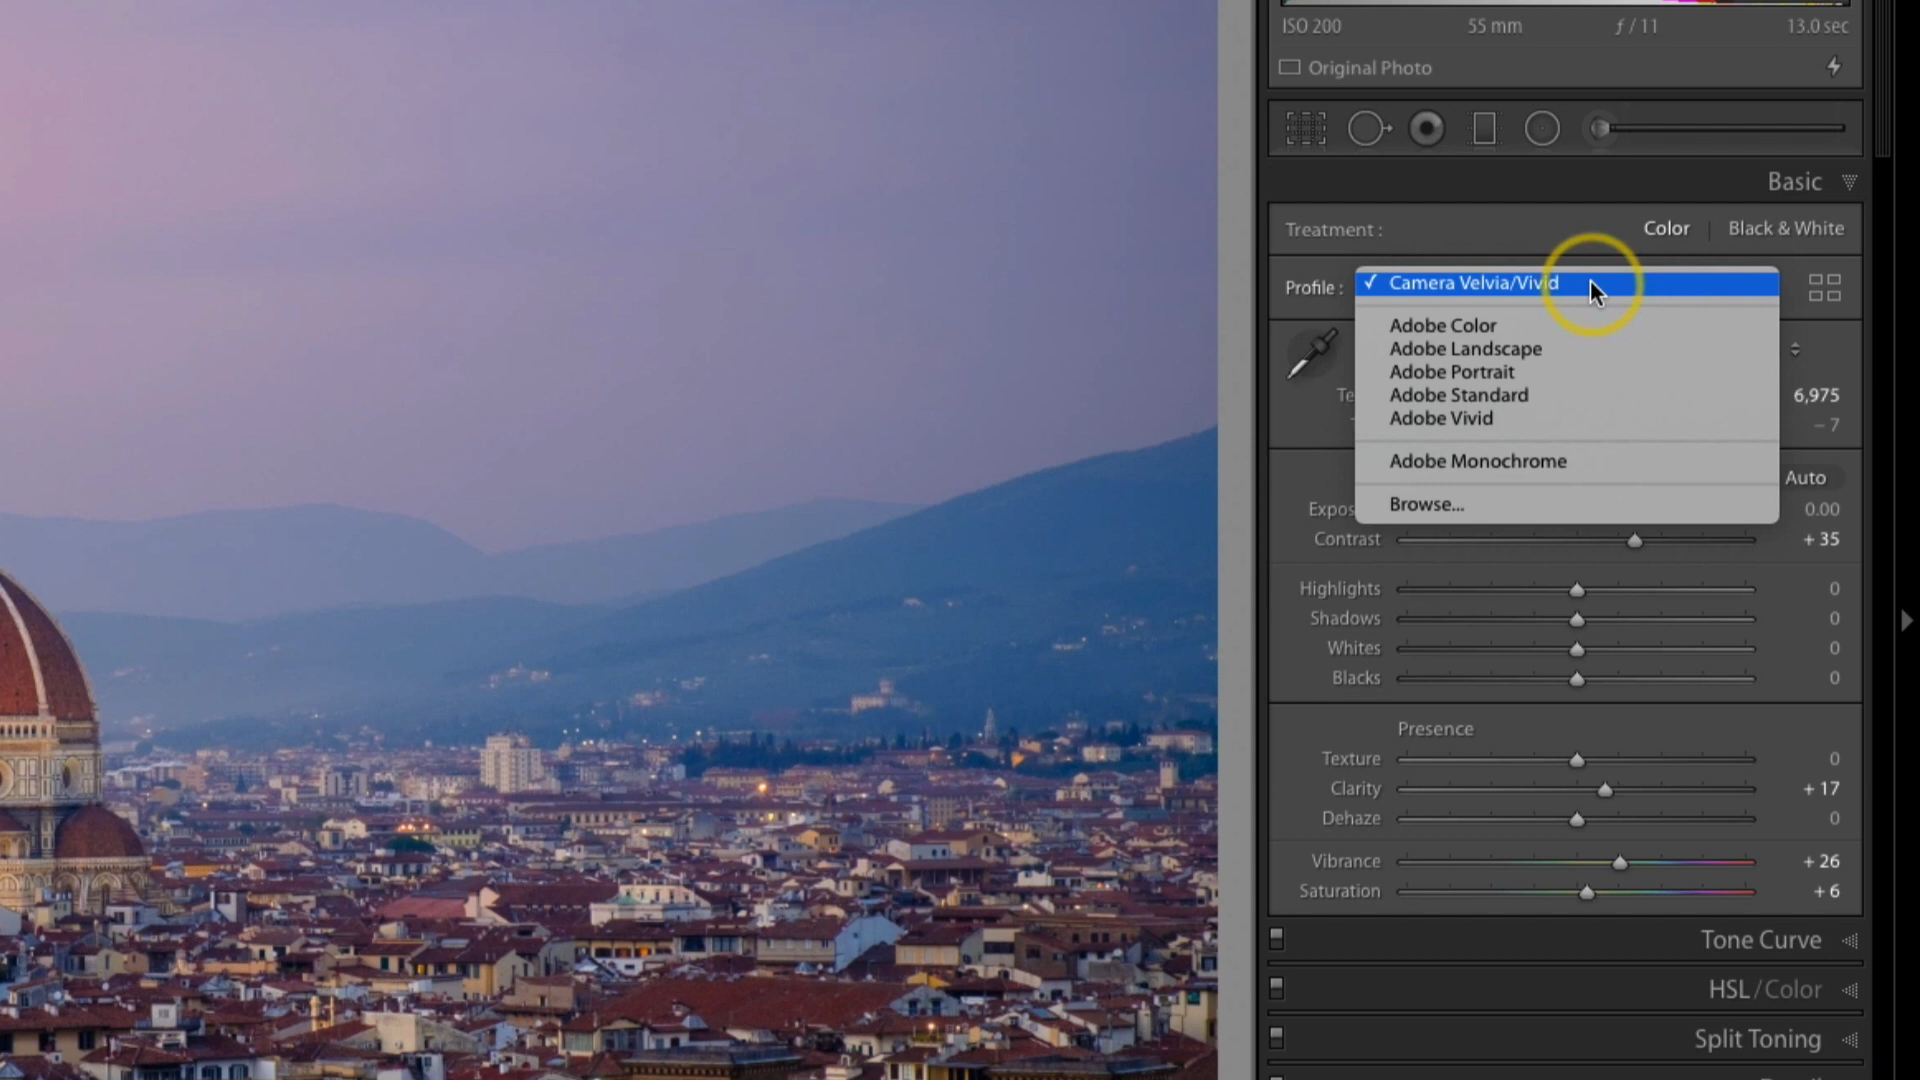 ISO 200 55 mm ƒ / 11 13.0 sec
Original Photo
Basic
Treatment : Color Black & White
Profile : ✓ Camera Velvia/Vivid
Adobe Color
Adobe Landscape
Adobe Portrait
Adobe Standard
Adobe Vivid
Adobe Monochrome
Browse...
6,975
– 7
Auto
0.00
Contrast + 35
Highlights 0
Shadows 0
Whites 0
Blacks 0
Presence
Texture 0
Clarity + 17
Dehaze 0
Vibrance + 26
Saturation + 6
Tone Curve
HSL / Color
Split Toning